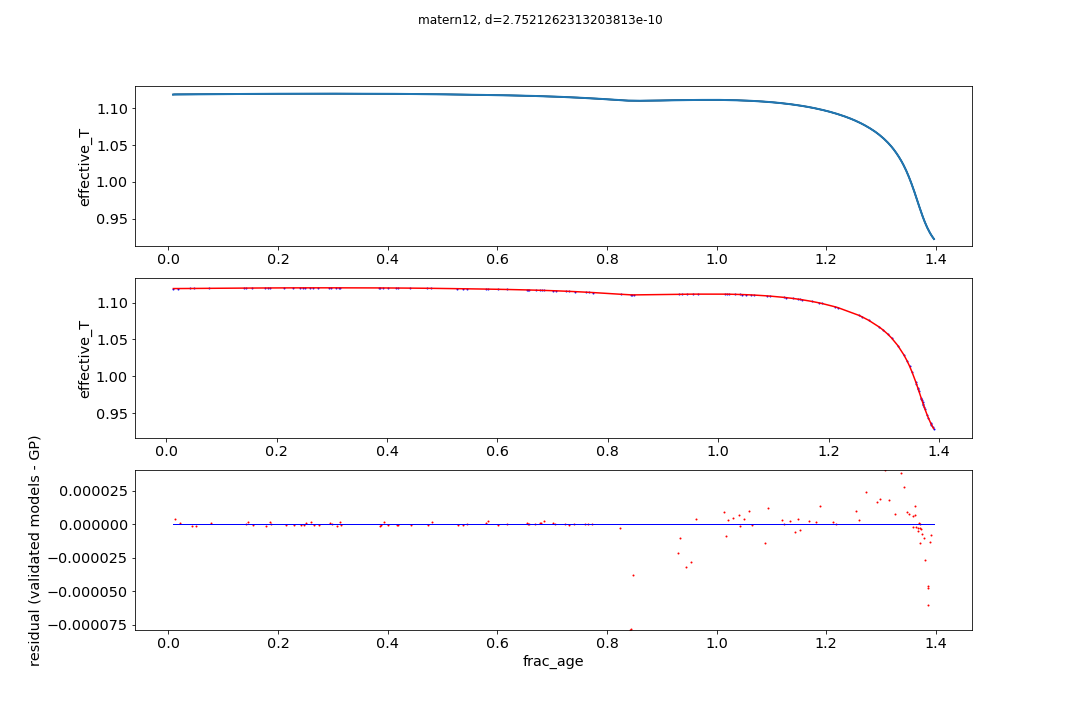 matern12, d=2.7521262313203813e-10
effective_T
1.10
1.05
1.00
0.95
0.0 0.2 0.4 0.6 0.8 1.0 1.2 1.4
effective_T
1.10
1.05
1.00
0.95
0.0 0.2 0.4 0.6 0.8 1.0 1.2 1.4
residual (validated models - GP)
0.000025
0.000000
−0.000025
−0.000050
−0.000075
0.0 0.2 0.4 0.6 0.8 1.0 1.2 1.4
frac_age